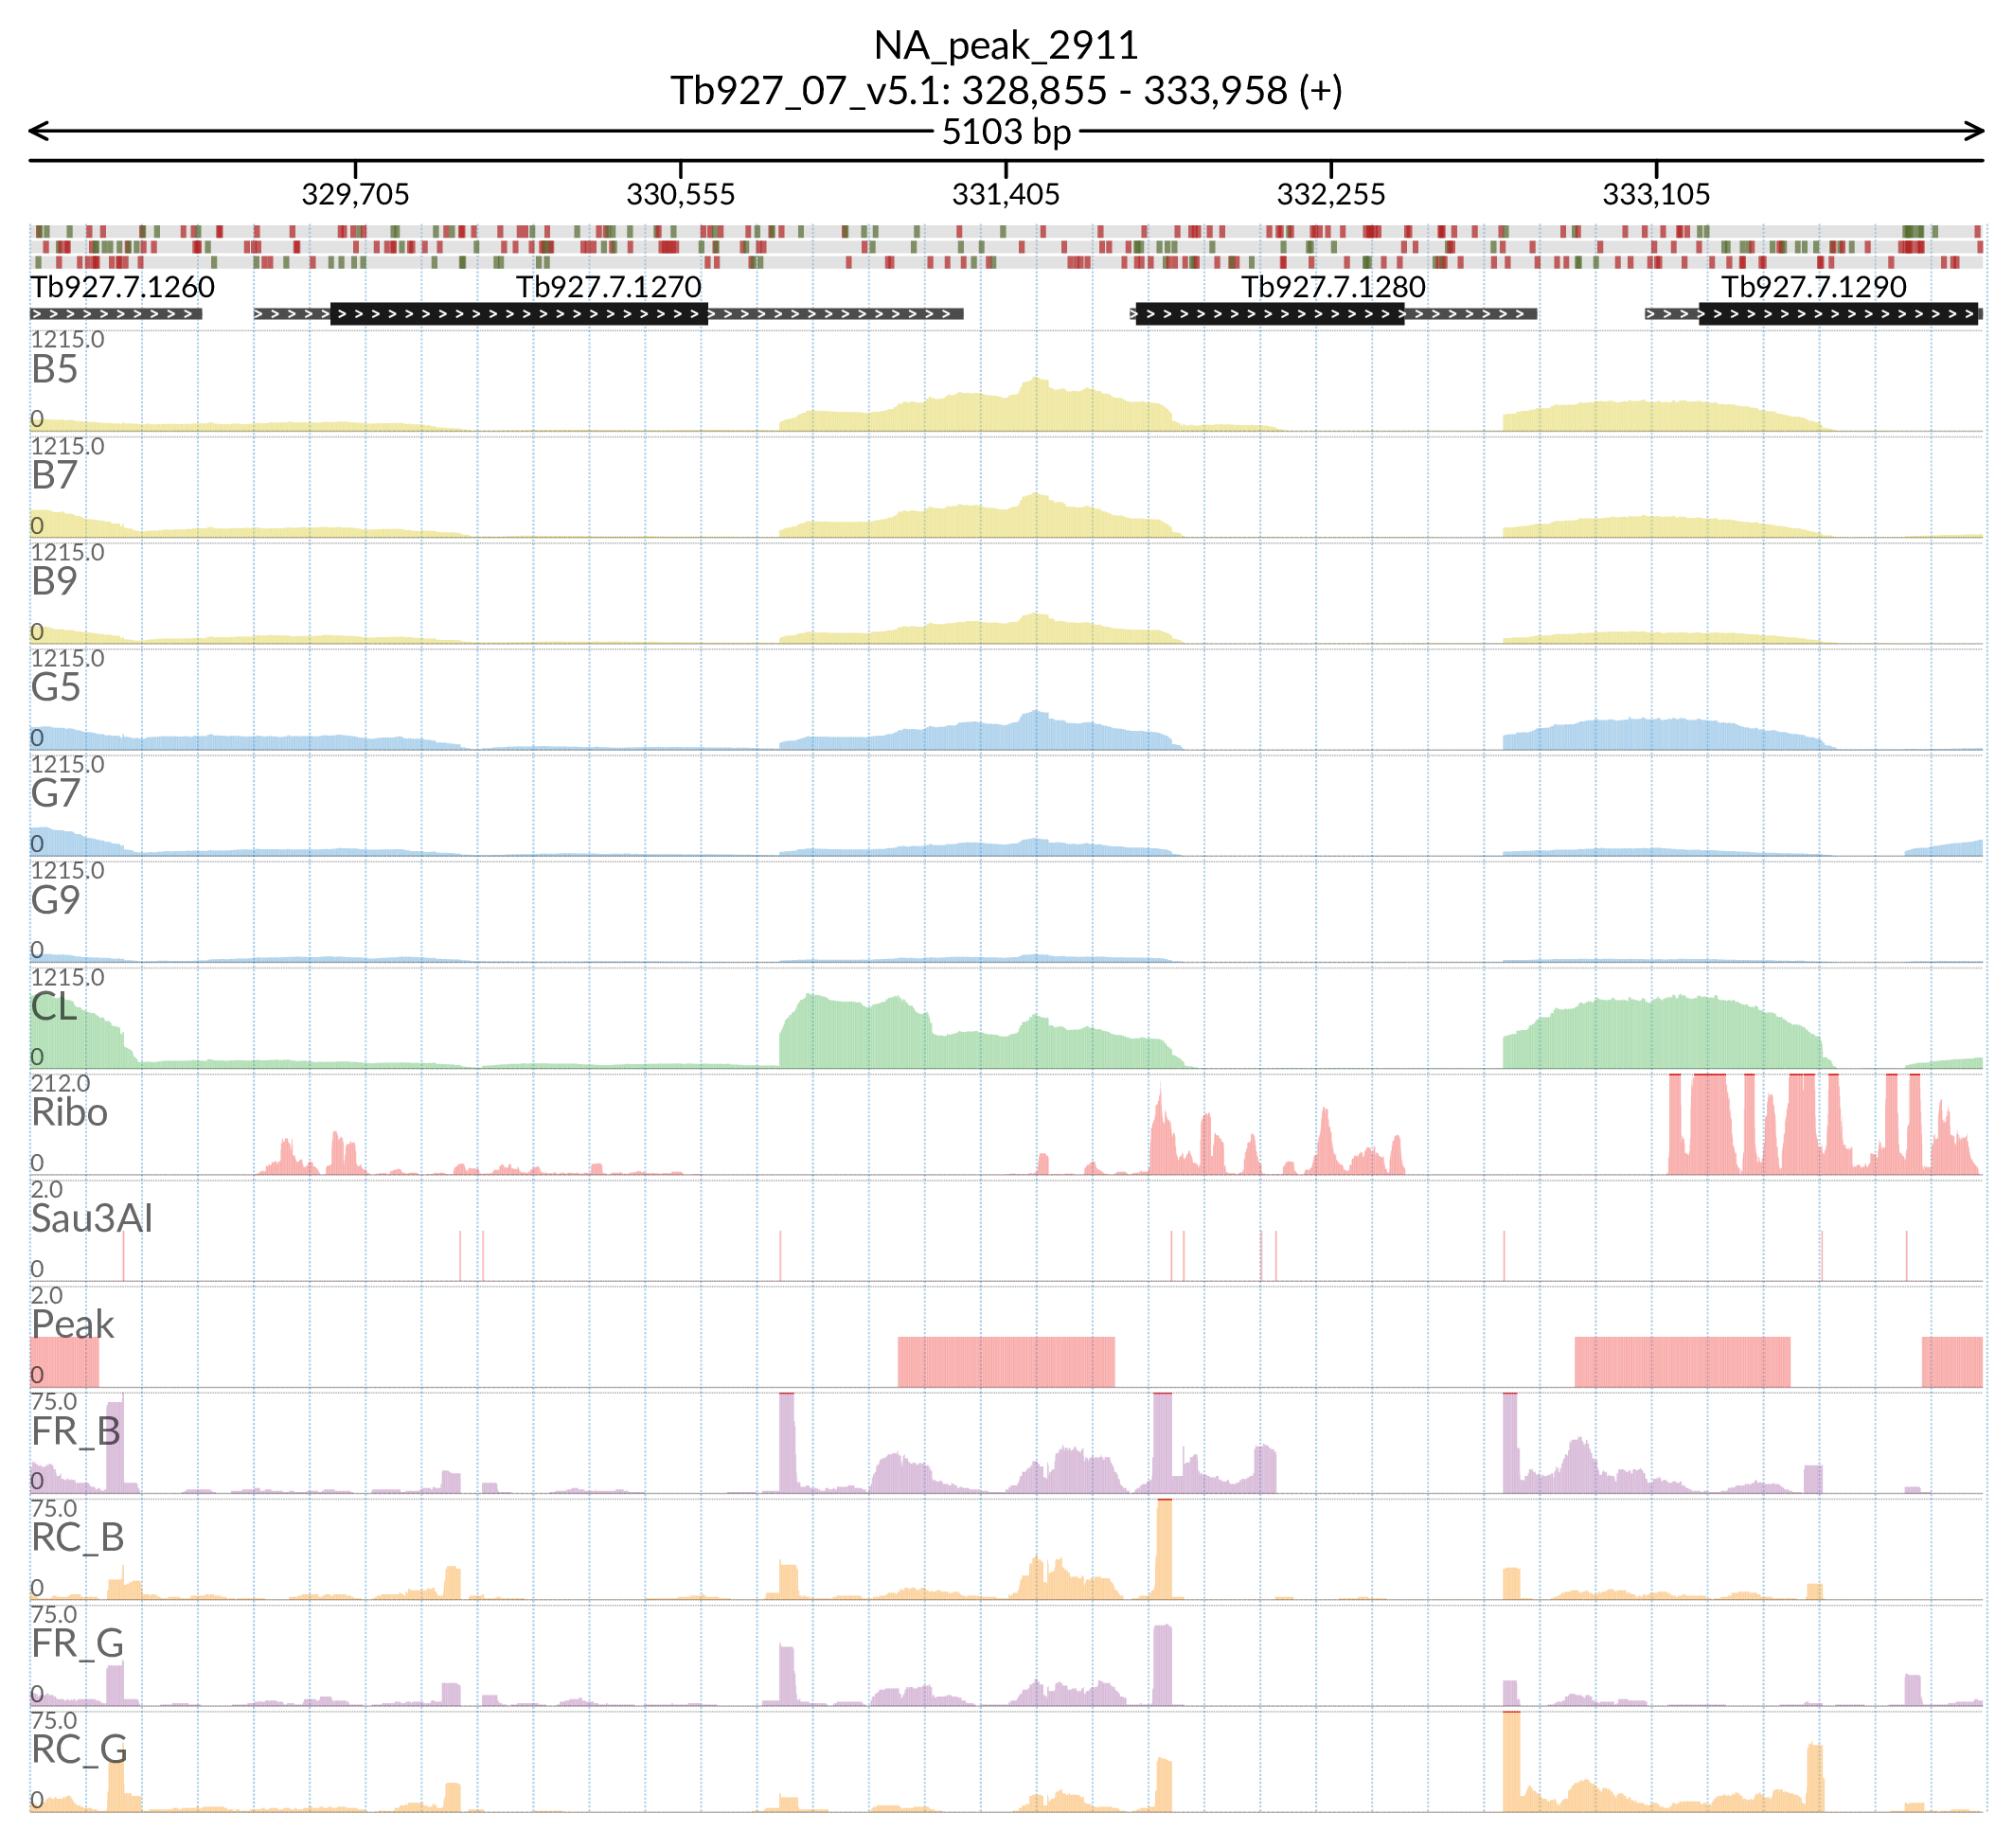 NA_peak_2911
Tb927_07_v5.1: 328,855 - 333,958 (+)
5103 bp
329,705 330,555 331,405 332,255 333,105
Tb927.7.1260 Tb927.7.1270 Tb927.7.1280 Tb927.7.1290
1215.0
B5
0
1215.0
B7
0
1215.0
B9
0
1215.0
G5
0
1215.0
G7
0
1215.0
G9
0
1215.0
CL
0
212.0
Ribo
0
2.0
Sau3AI
0
2.0
Peak
0
75.0
FR_B
0
75.0
RC_B
0
75.0
FR_G
0
75.0
RC_G
0